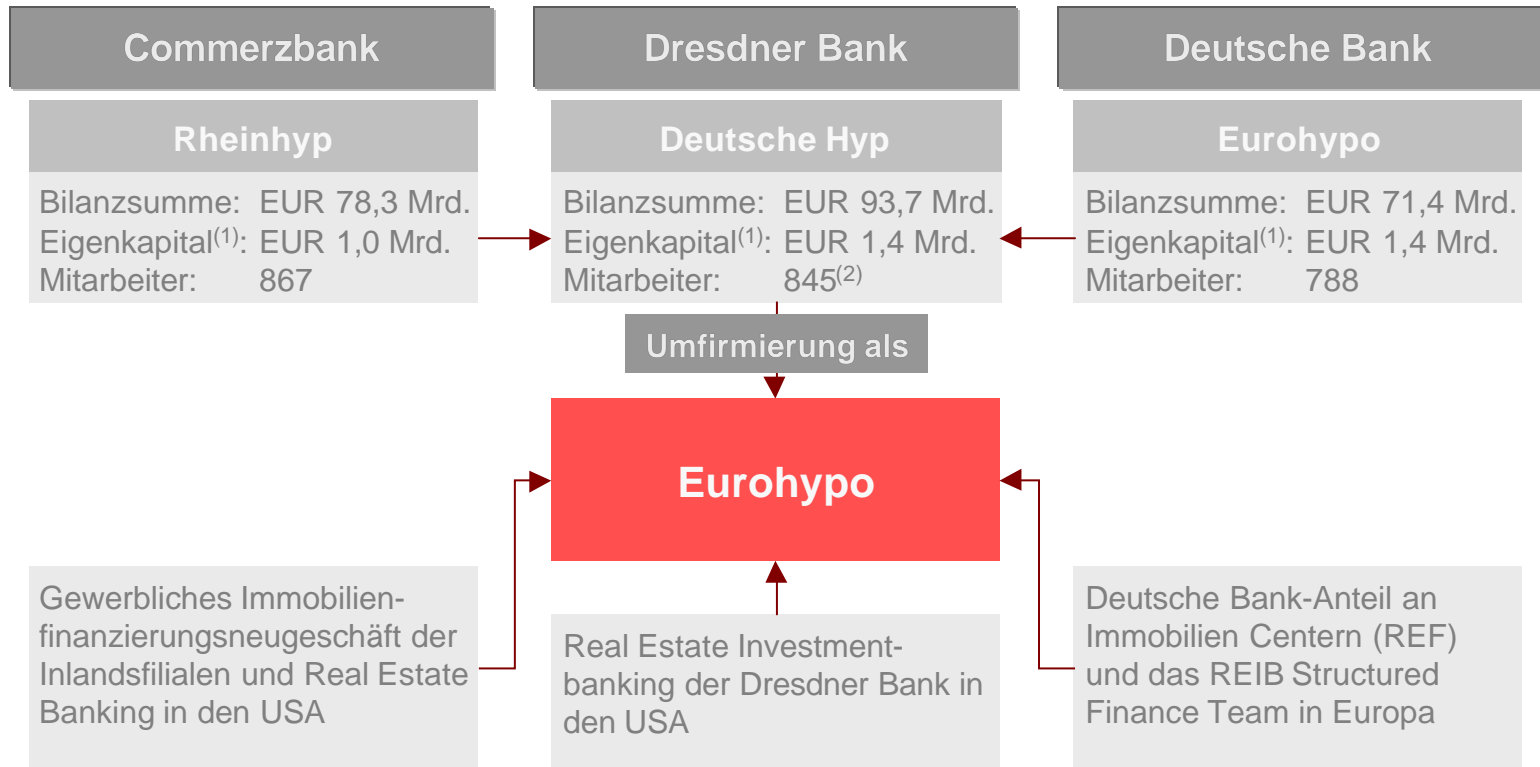 Commerzbank
Dresdner Bank
Deutsche Bank
Rheinhyp
Bilanzsumme: EUR 78,3 Mrd.
Eigenkapital(1): EUR 1,0 Mrd.
Mitarbeiter: 867
Deutsche Hyp
Bilanzsumme: EUR 93,7 Mrd.
Eigenkapital(1): EUR 1,4 Mrd.
Mitarbeiter: 845(2)
Eurohypo
Bilanzsumme: EUR 71,4 Mrd.
Eigenkapital(1): EUR 1,4 Mrd.
Mitarbeiter: 788
Umfirmierung als
Eurohypo
Gewerbliches Immobilien-
finanzierungsneugeschäft der
Inlandsfilialen und Real Estate
Banking in den USA
Real Estate Investment-
banking der Dresdner Bank in
den USA
Deutsche Bank-Anteil an
Immobilien Centern (REF)
und das REIB Structured
Finance Team in Europa